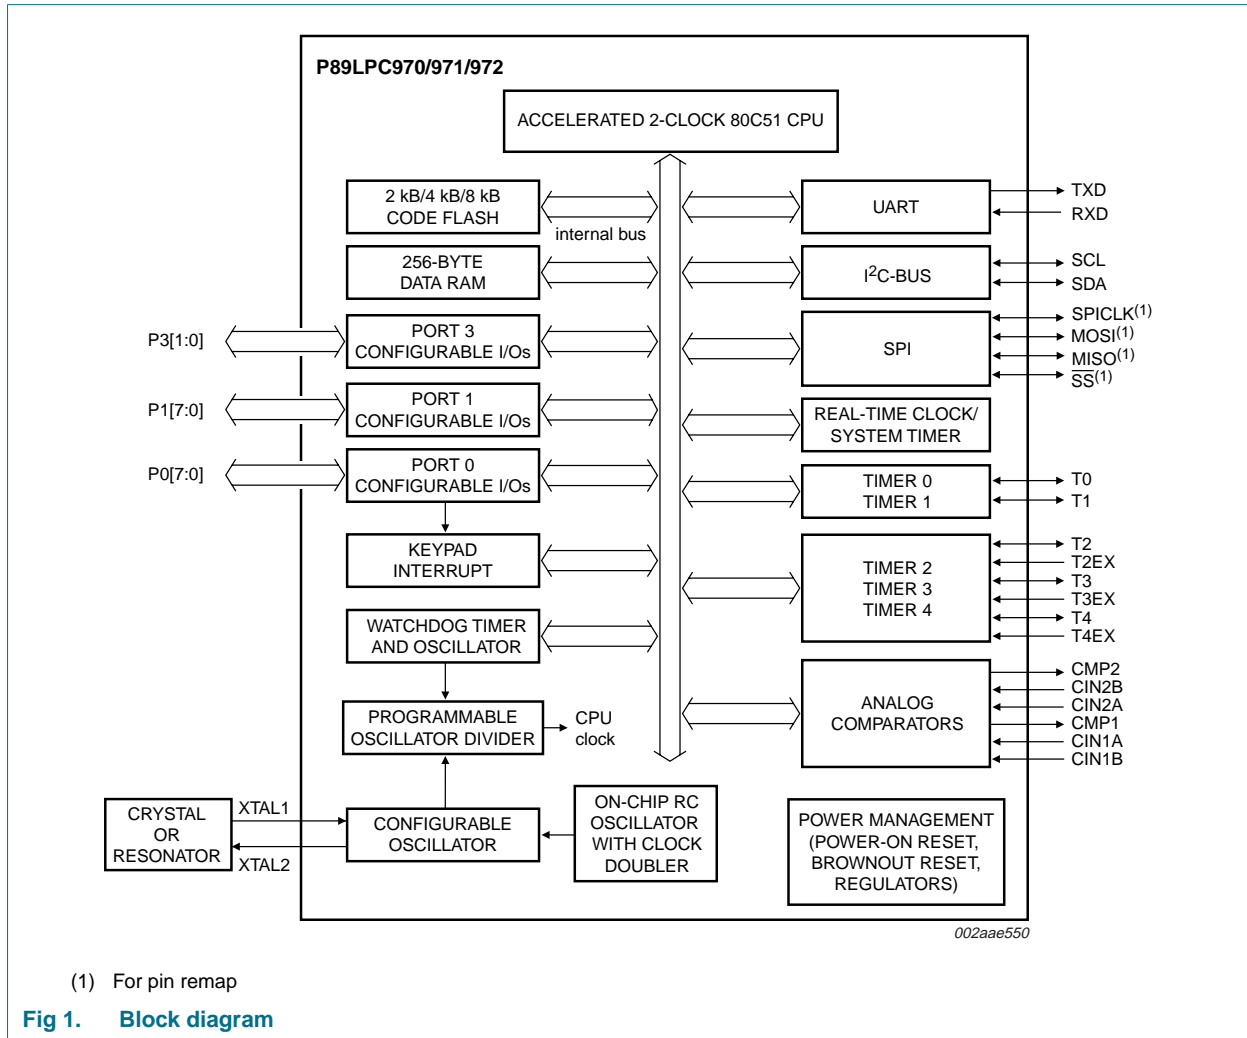 P89LPC970/971/972
ACCELERATED 2-CLOCK 80C51 CPU
2 kB/4 kB/8 kB
CODE FLASH
internal bus
256-BYTE
DATA RAM
P3[1:0]
PORT 3
CONFIGURABLE I/Os
P1[7:0]
PORT 1
CONFIGURABLE I/Os
P0[7:0]
PORT 0
CONFIGURABLE I/Os
KEYPAD
INTERRUPT
WATCHDOG TIMER
AND OSCILLATOR
PROGRAMMABLE
OSCILLATOR DIVIDER
CPU
clock
CRYSTAL
OR
RESONATOR
XTAL1
XTAL2
CONFIGURABLE
OSCILLATOR
ON-CHIP RC
OSCILLATOR
WITH CLOCK
DOUBLER
UART
TXD
RXD
I²C-BUS
SCL
SDA
SPI
SPICLK(1)
MOSI(1)
MISO(1)
S̅S̅(1)
REAL-TIME CLOCK/
SYSTEM TIMER
TIMER 0
TIMER 1
T0
T1
TIMER 2
TIMER 3
TIMER 4
T2
T2EX
T3
T3EX
T4
T4EX
ANALOG
COMPARATORS
CMP2
CIN2B
CIN2A
CMP1
CIN1A
CIN1B
POWER MANAGEMENT
(POWER-ON RESET,
BROWNOUT RESET,
REGULATORS)
002aae550
(1) For pin remap
Fig 1. Block diagram